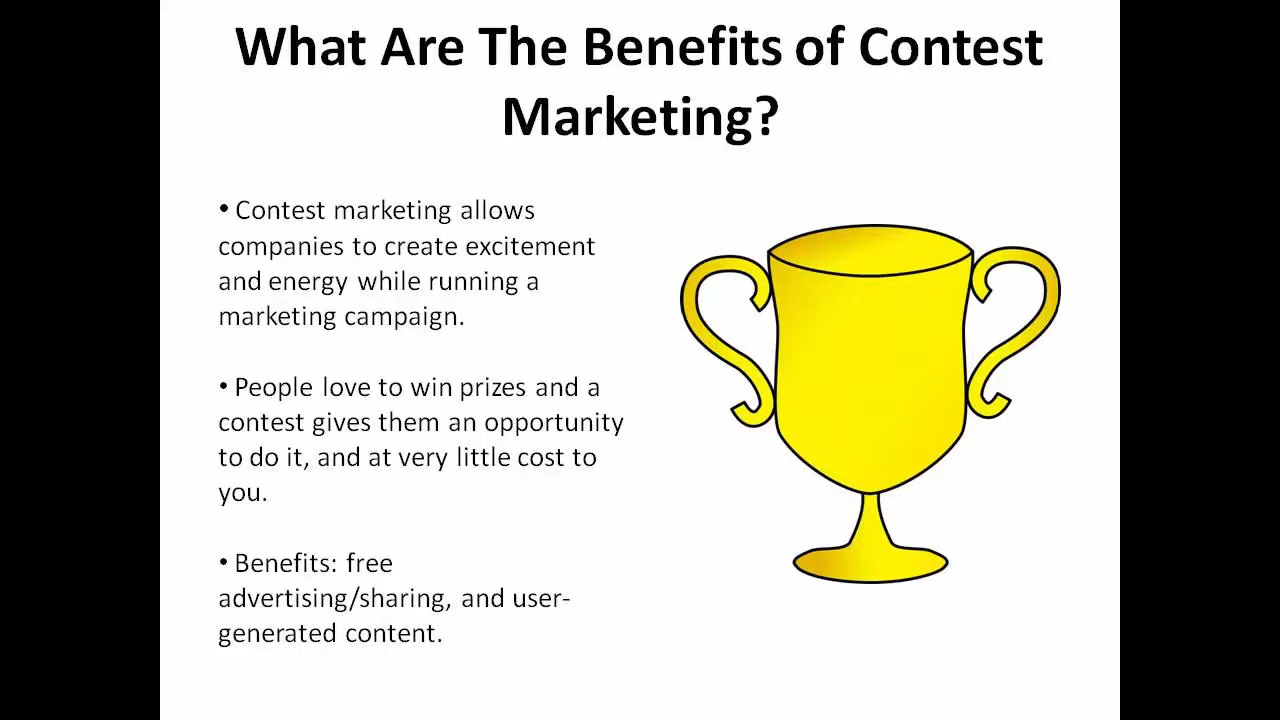 What Are The Benefits of Contest
Marketing?
• Contest marketing allows
companies to create excitement
and energy while running a
marketing campaign.
• People love to win prizes and a
contest gives them an opportunity
to do it, and at very little cost to
you.
• Benefits: free
advertising/sharing, and user-
generated content.